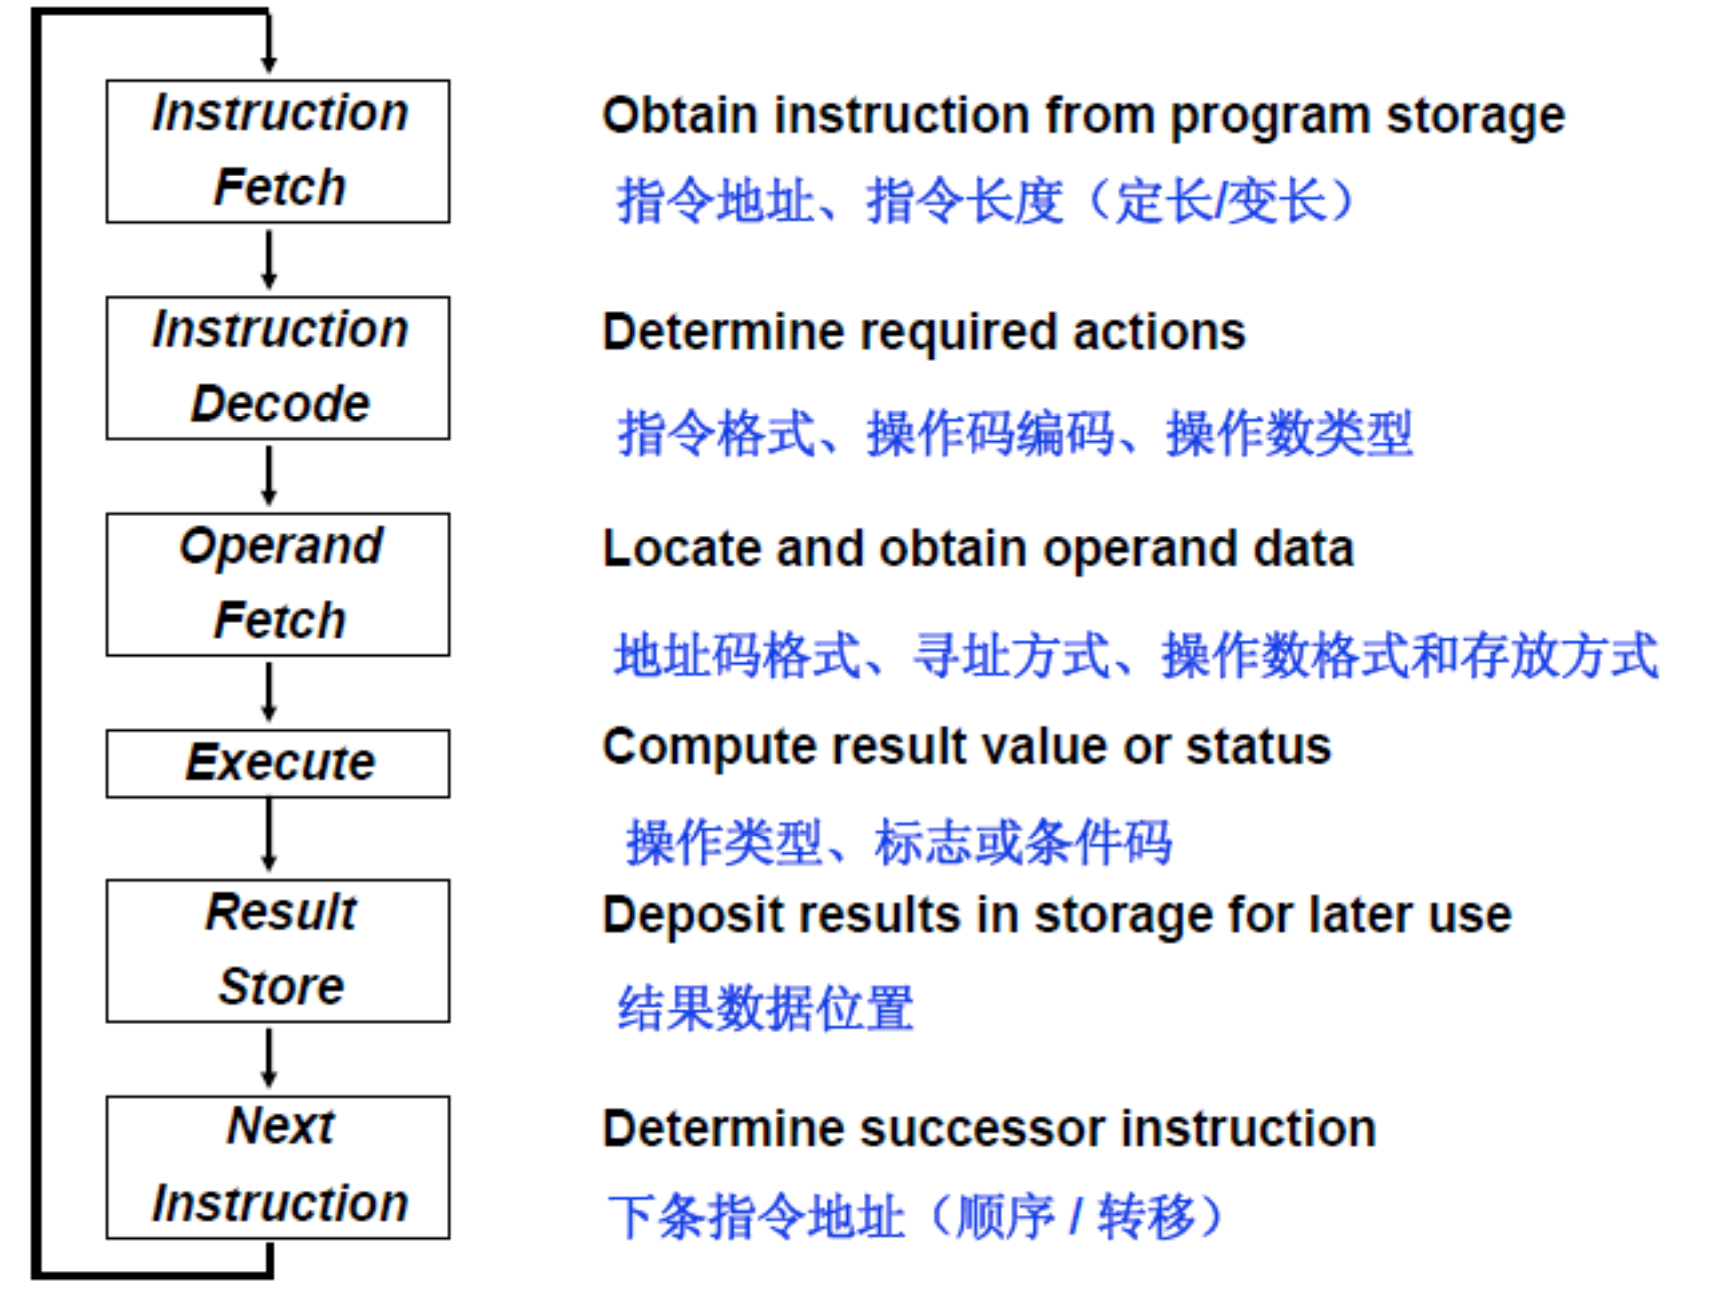 Instruction
Fetch
Obtain instruction from program storage
指令地址、指令长度（定长/变长）
Instruction
Decode
Determine required actions
指令格式、操作码编码、操作数类型
Operand
Fetch
Locate and obtain operand data
地址码格式、寻址方式、操作数格式和存放方式
Execute
Compute result value or status
操作类型、标志或条件码
Result
Store
Deposit results in storage for later use
结果数据位置
Next
Instruction
Determine successor instruction
下条指令地址（顺序 / 转移）